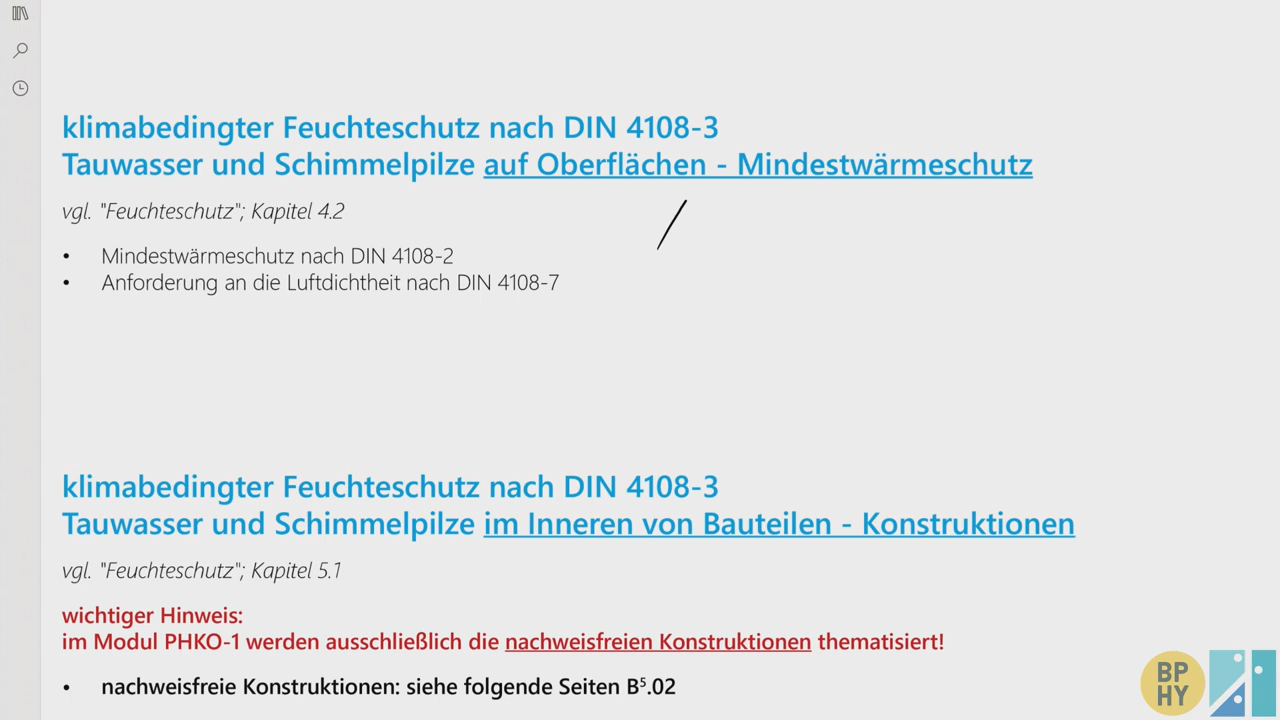 klimabedingter Feuchteschutz nach DIN 4108-3
Tauwasser und Schimmelpilze auf Oberflächen - Mindestwärmeschutz
vgl. "Feuchteschutz"; Kapitel 4.2
• Mindestwärmeschutz nach DIN 4108-2
• Anforderung an die Luftdichtheit nach DIN 4108-7
klimabedingter Feuchteschutz nach DIN 4108-3
Tauwasser und Schimmelpilze im Inneren von Bauteilen - Konstruktionen
vgl. "Feuchteschutz"; Kapitel 5.1
wichtiger Hinweis:
im Modul PHKO-1 werden ausschließlich die nachweisfreien Konstruktionen thematisiert!
• nachweisfreie Konstruktionen: siehe folgende Seiten B⁵.02
BP
HY